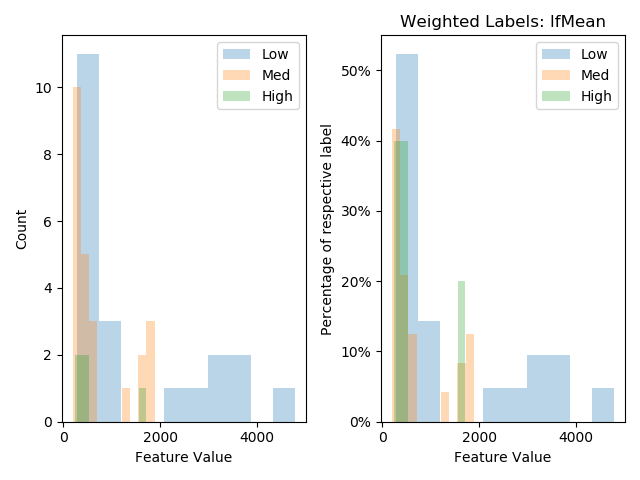 Weighted Labels: lfMean
Count
0
2
4
6
8
10
0
2000
4000
Feature Value
Low
Med
High
Percentage of respective label
0%
10%
20%
30%
40%
50%
0
2000
4000
Feature Value
Low
Med
High